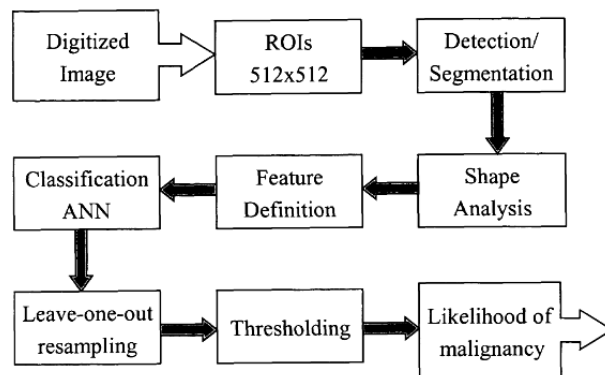 Digitized
Image
ROIs
512x512
Detection/
Segmentation
Classification
ANN
Feature
Definition
Shape
Analysis
Leave-one-out
resampling
Thresholding
Likelihood of
malignancy